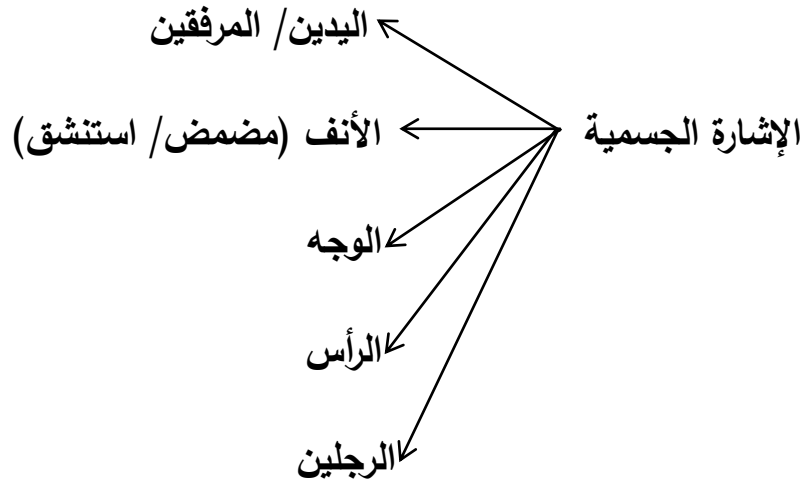 اليدين/ المرفقين
الإشارة الجسمية
الأنف (مضمض/ استنشق)
الوجه
الرأس
الرجلين